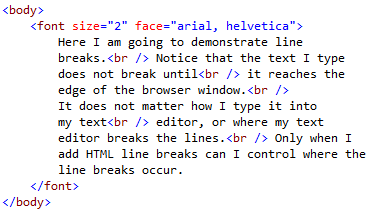 <body>
<font size="2" face="arial, helvetica">
Here I am going to demonstrate line
breaks.<br /> Notice that the text I type
does not break until<br /> it reaches the
edge of the browser window.<br />
It does not matter how I type it into
my text<br /> editor, or where my text
editor breaks the lines.<br /> Only when I
add HTML line breaks can I control where the
line breaks occur.
</font>
</body>